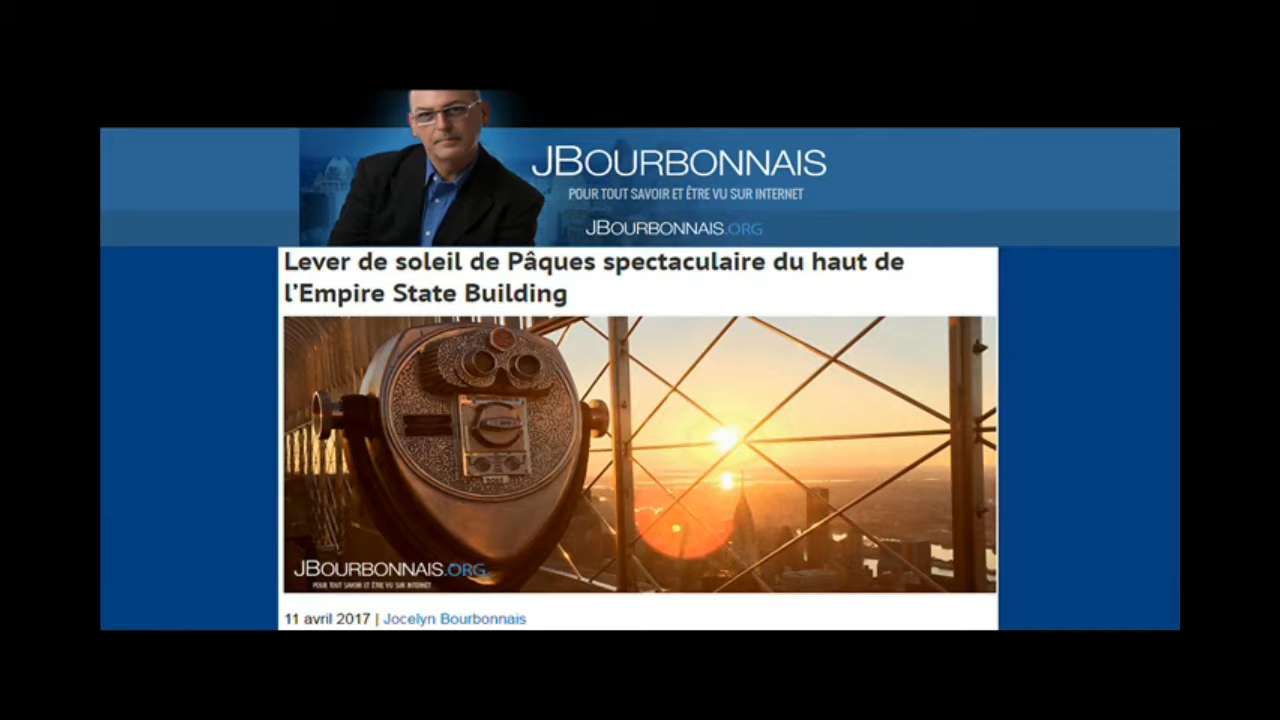 JBOURBONNAIS
POUR TOUT SAVOIR ET ÊTRE VU SUR INTERNET
JBOURBONNAIS.ORG
Lever de soleil de Pâques spectaculaire du haut de
l’Empire State Building
JBOURBONNAIS.ORG
POUR TOUT SAVOIR ET ÊTRE VU SUR INTERNET
11 avril 2017 | Jocelyn Bourbonnais